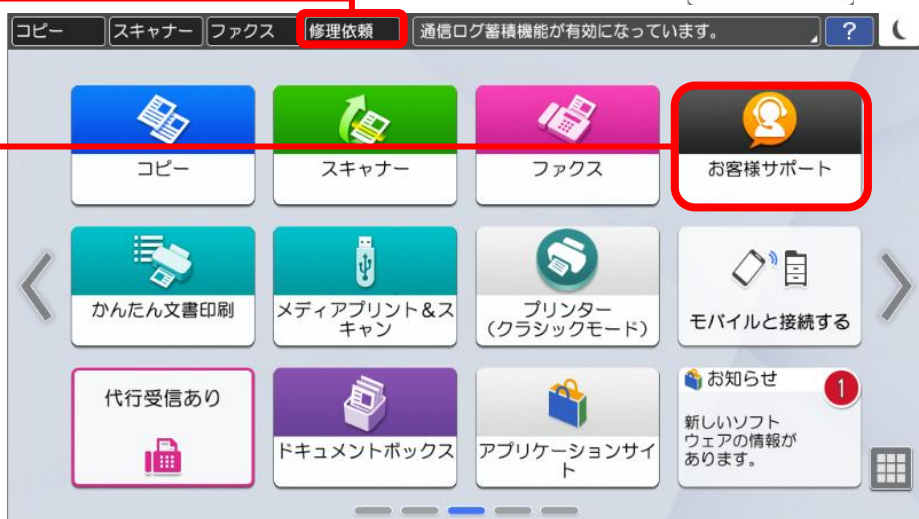 コピー
スキャナー
ファクス
修理依頼
通信ログ蓄積機能が有効になっています。
?
コピー
スキャナー
ファクス
お客様サポート
かんたん文書印刷
メディアプリント&ス
キャン
プリンター
(クラシックモード)
モバイルと接続する
代行受信あり
ドキュメントボックス
アプリケーションサイ
ト
お知らせ
1
新しいソフト
ウェアの情報が
あります。